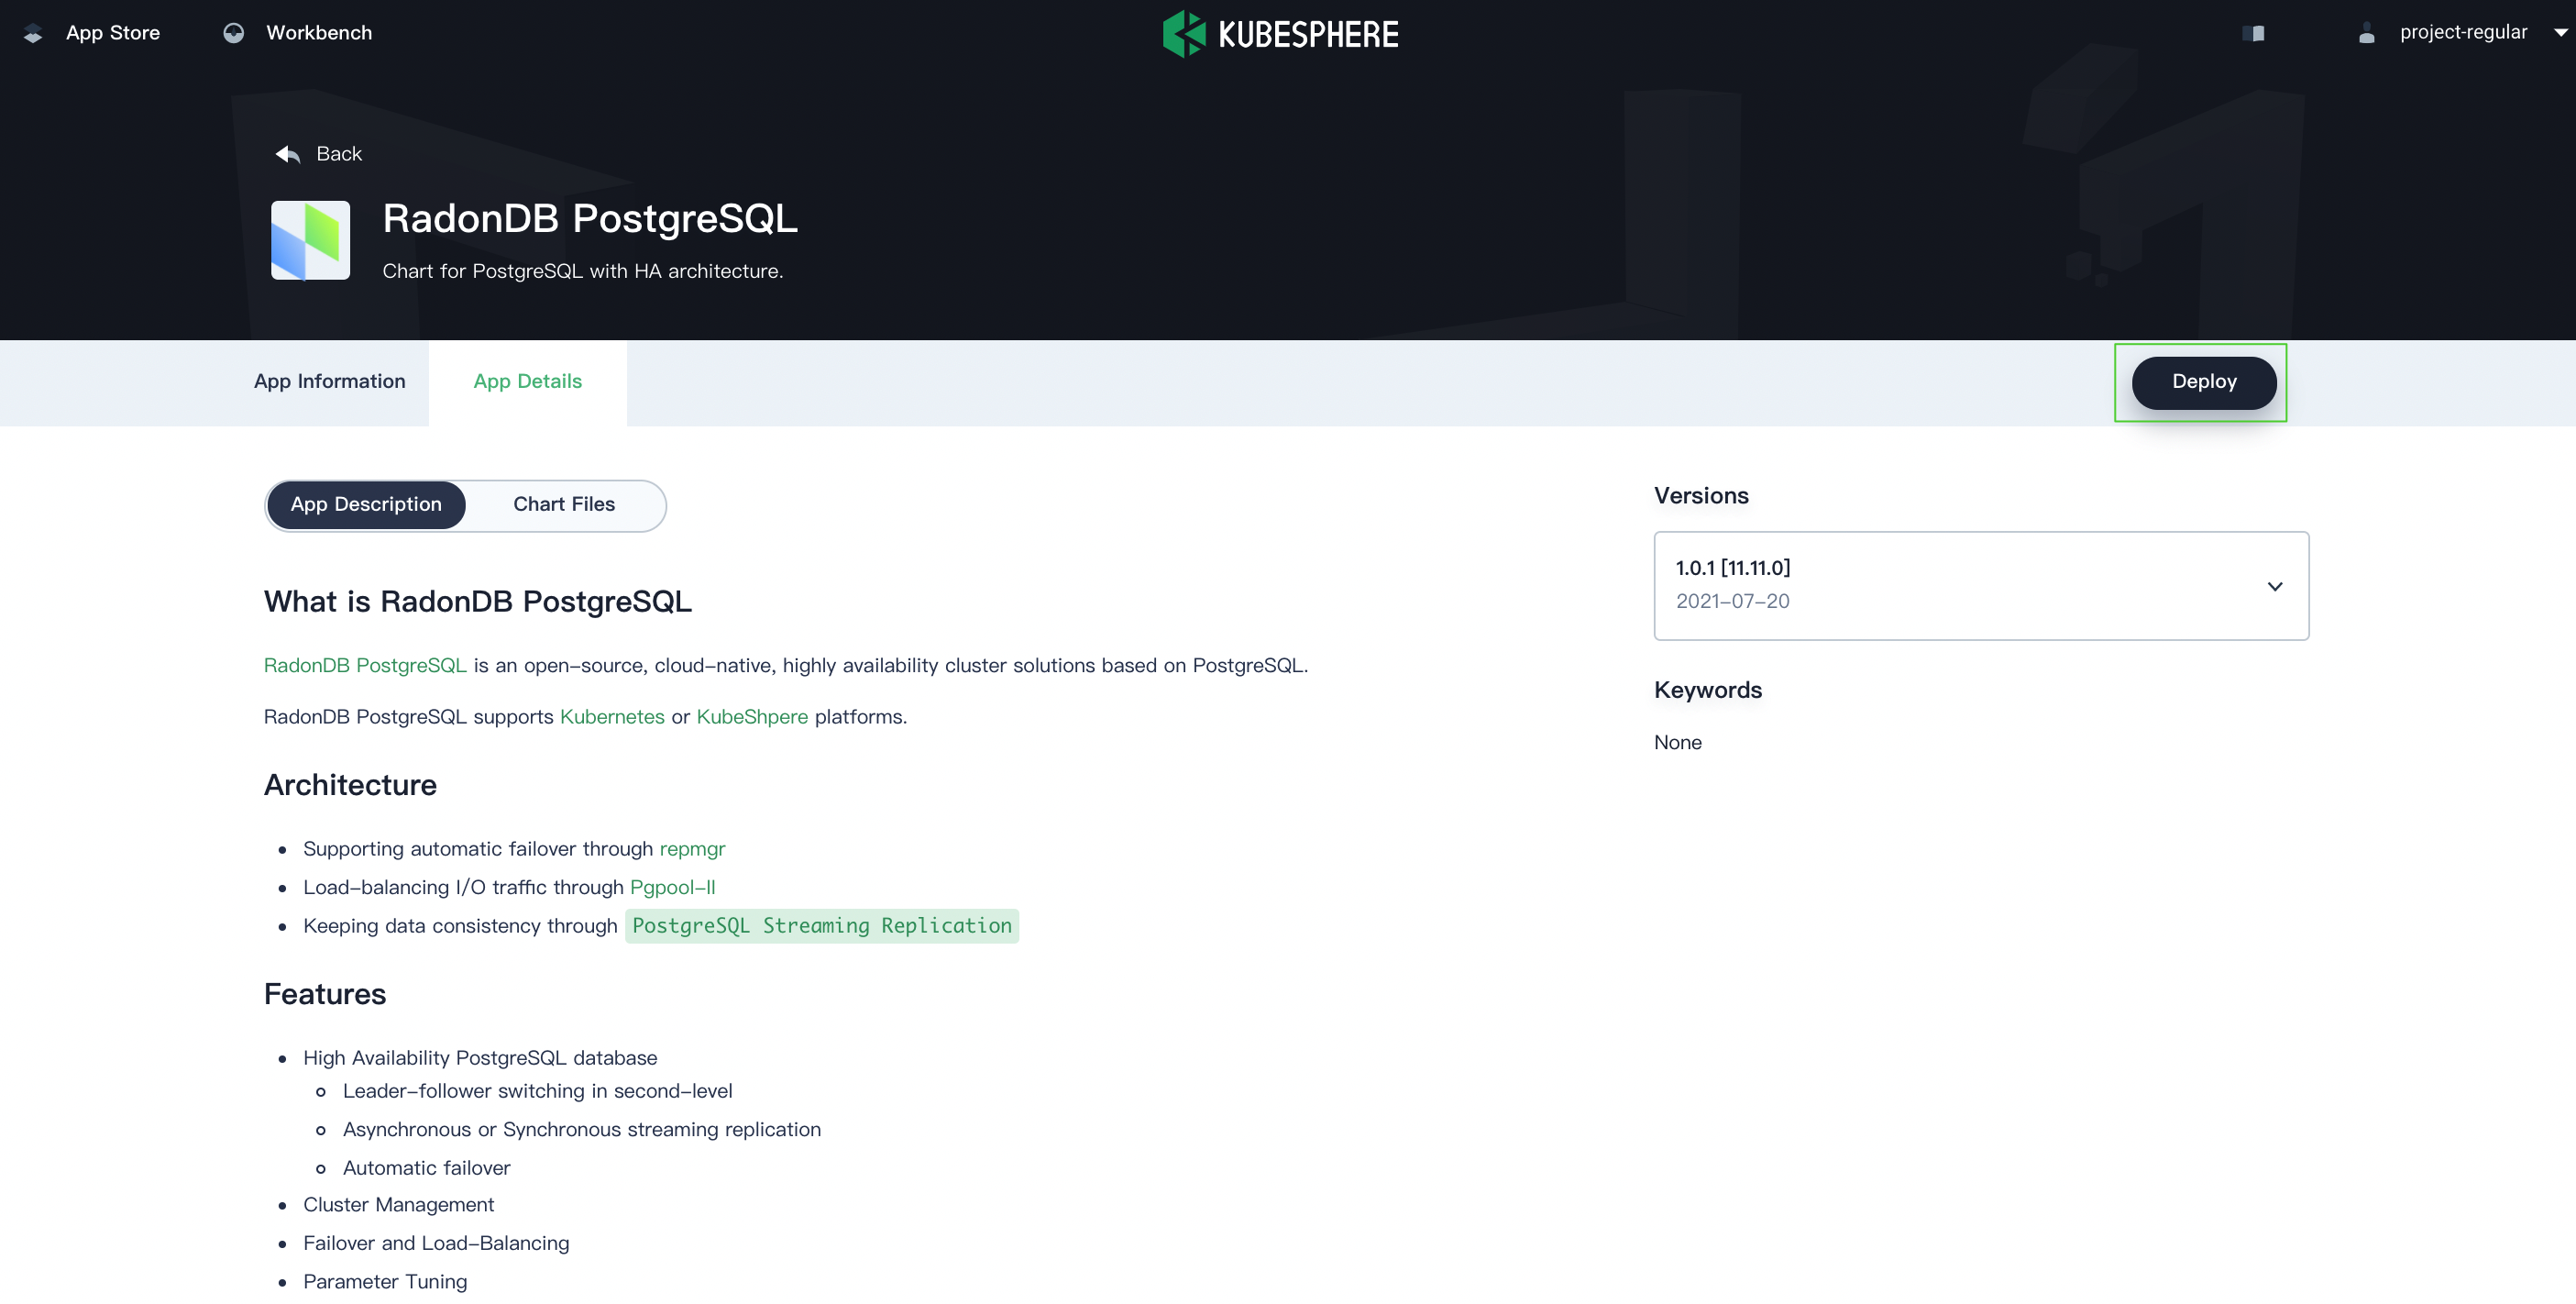 App Store
Workbench
KUBESPHERE
project-regular
Back
RadonDB PostgreSQL
Chart for PostgreSQL with HA architecture.
App Information
App Details
Deploy
App Description
Chart Files
What is RadonDB PostgreSQL
RadonDB PostgreSQL is an open-source, cloud-native, highly availability cluster solutions based on PostgreSQL.
RadonDB PostgreSQL supports Kubernetes or KubeShpere platforms.
Architecture
Supporting automatic failover through repmgr
Load-balancing I/O traffic through Pgpool-II
Keeping data consistency through PostgreSQL Streaming Replication
Features
High Availability PostgreSQL database
Leader-follower switching in second-level
Asynchronous or Synchronous streaming replication
Automatic failover
Cluster Management
Failover and Load-Balancing
Parameter Tuning
Versions
1.0.1 [11.11.0]
2021-07-20
Keywords
None